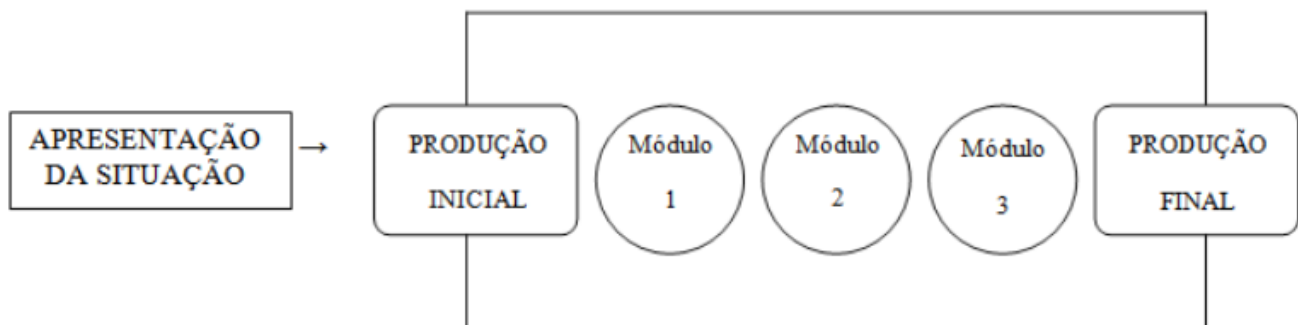 APRESENTAÇÃO
DA SITUAÇÃO
→
PRODUÇÃO
INICIAL
Módulo
1
Módulo
2
Módulo
3
PRODUÇÃO
FINAL